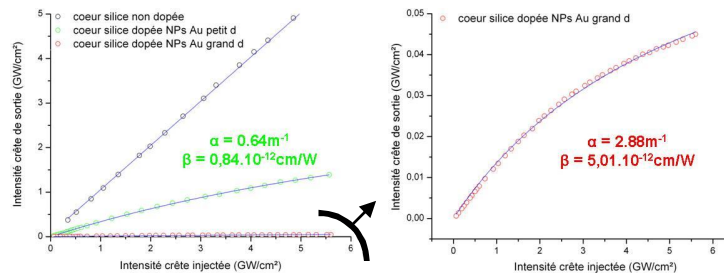 coeur silice non dopée
coeur silice dopée NPs Au petit d
coeur silice dopée NPs Au grand d
Intensité crête de sortie (GW/cm²)
5
4
3
2
1
0
α = 0.64m⁻¹
β = 0,84.10⁻¹²cm/W
0 1 2 3 4 5 6
Intensité crête injectée (GW/cm²)
coeur silice dopée NPs Au grand d
Intensité crête de sortie (GW/cm²)
0.05
0.04
0.03
0.02
0.01
0.00
α = 2.88m⁻¹
β = 5,01.10⁻¹²cm/W
0 1 2 3 4 5 6
Intensité crête injectée (GW/cm²)